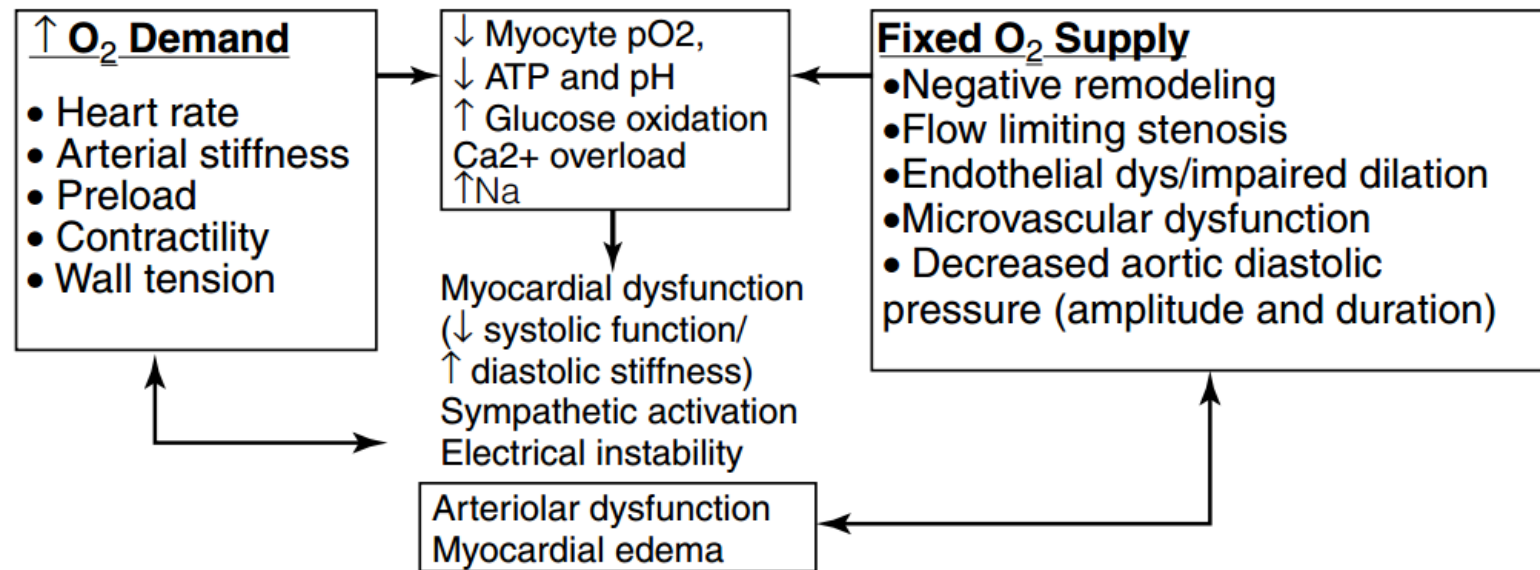 ↑ O₂ Demand
• Heart rate
• Arterial stiffness
• Preload
• Contractility
• Wall tension
↓ Myocyte pO2,
↓ ATP and pH
↑ Glucose oxidation
Ca2+ overload
↑Na
Fixed O₂ Supply
•Negative remodeling
•Flow limiting stenosis
•Endothelial dys/impaired dilation
•Microvascular dysfunction
• Decreased aortic diastolic
pressure (amplitude and duration)
Myocardial dysfunction
(↓ systolic function/
↑ diastolic stiffness)
Sympathetic activation
Electrical instability
Arteriolar dysfunction
Myocardial edema